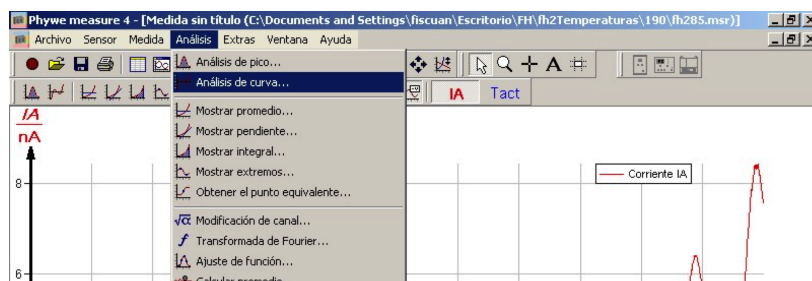 Phywe measure 4 - [Medida sin título (C:\Documents and Settings\fiscuan\Escritorio\FH\fh2Temperaturas\190\fh285.msr)]
Archivo Sensor Medida Análisis Extras Ventana Ayuda
Análisis de pico...
Análisis de curva...
IA Tact
Mostrar promedio...
Mostrar pendiente...
Mostrar integral...
Mostrar extremos...
Obtener el punto equivalente...
Modificación de canal...
Transformada de Fourier...
Ajuste de función...
Calcular promedio
IA
nA
8
6
Corriente IA